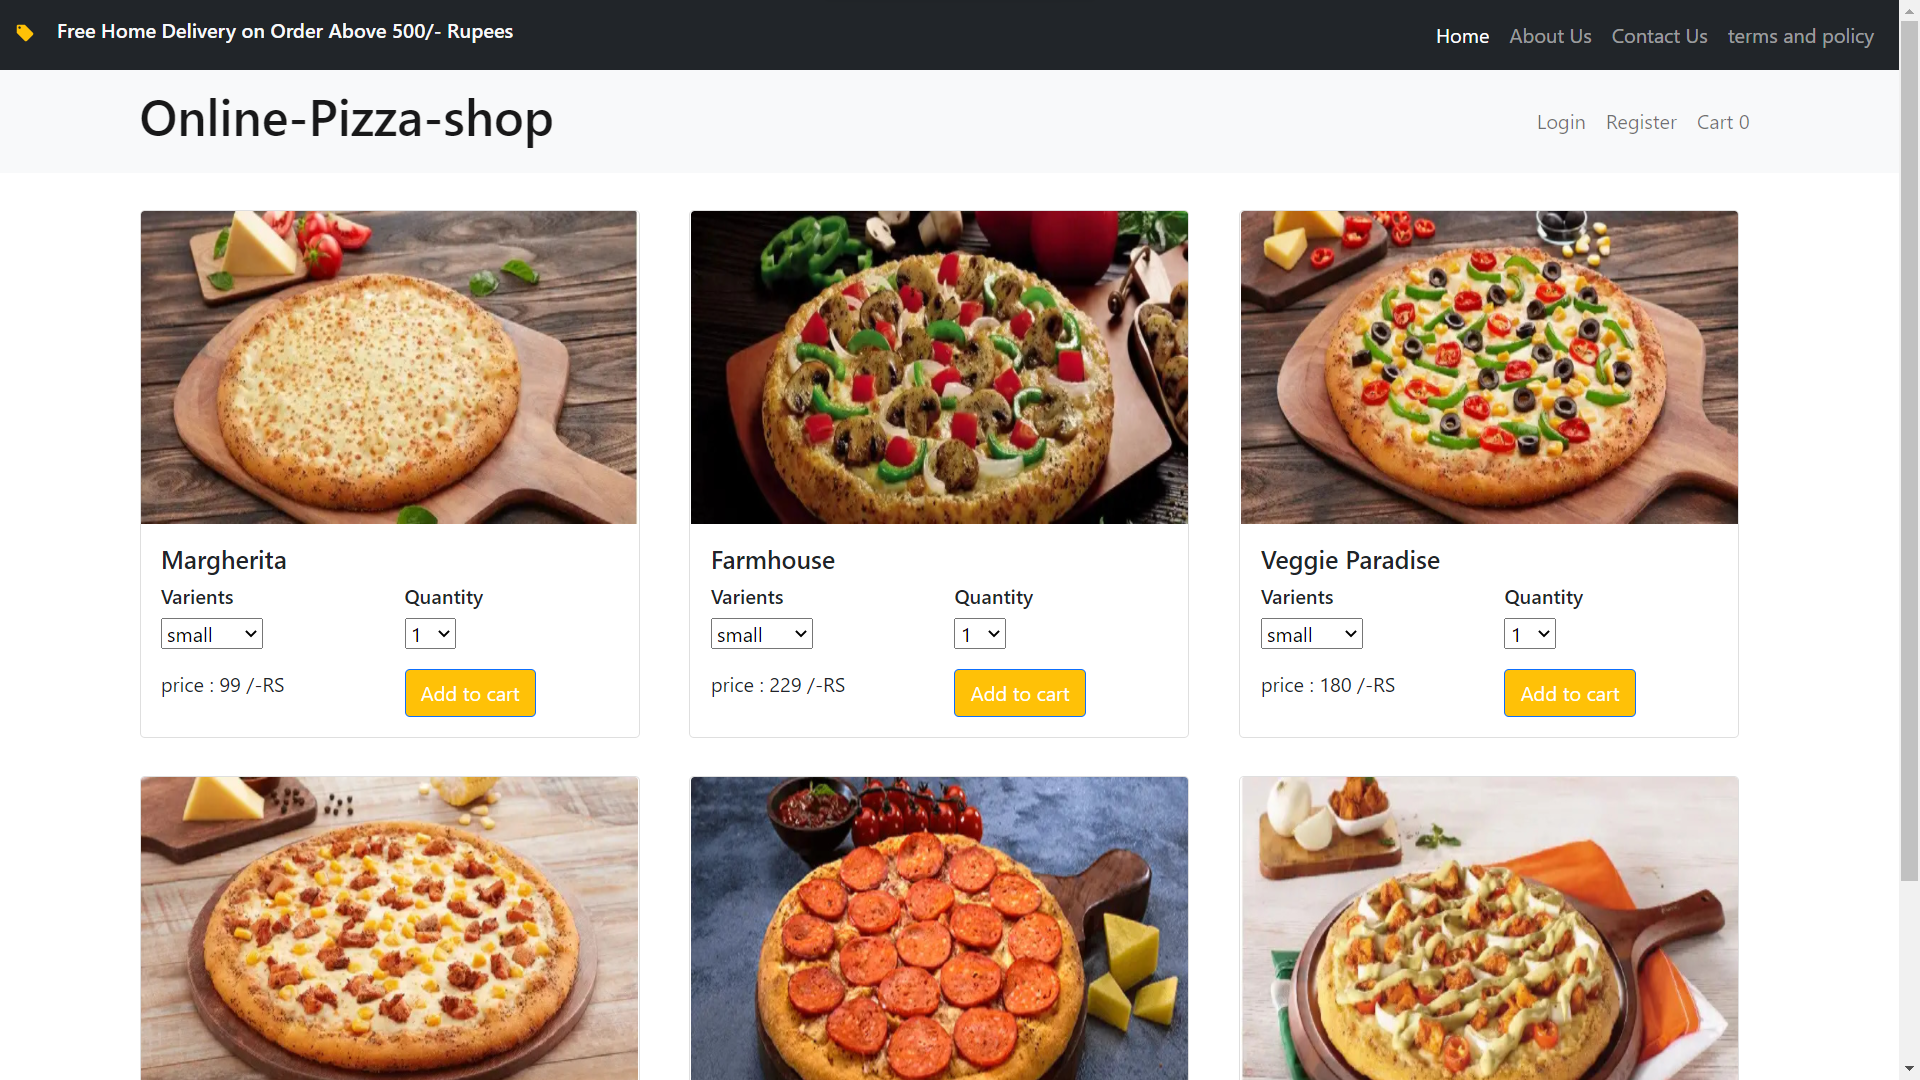 Free Home Delivery on Order Above 500/- Rupees
Home About Us Contact Us terms and policy
Online-Pizza-shop
Login Register Cart 0
Margherita
Varients Quantity
small 1
price : 99 /-RS Add to cart
Farmhouse
Varients Quantity
small 1
price : 229 /-RS Add to cart
Veggie Paradise
Varients Quantity
small 1
price : 180 /-RS Add to cart